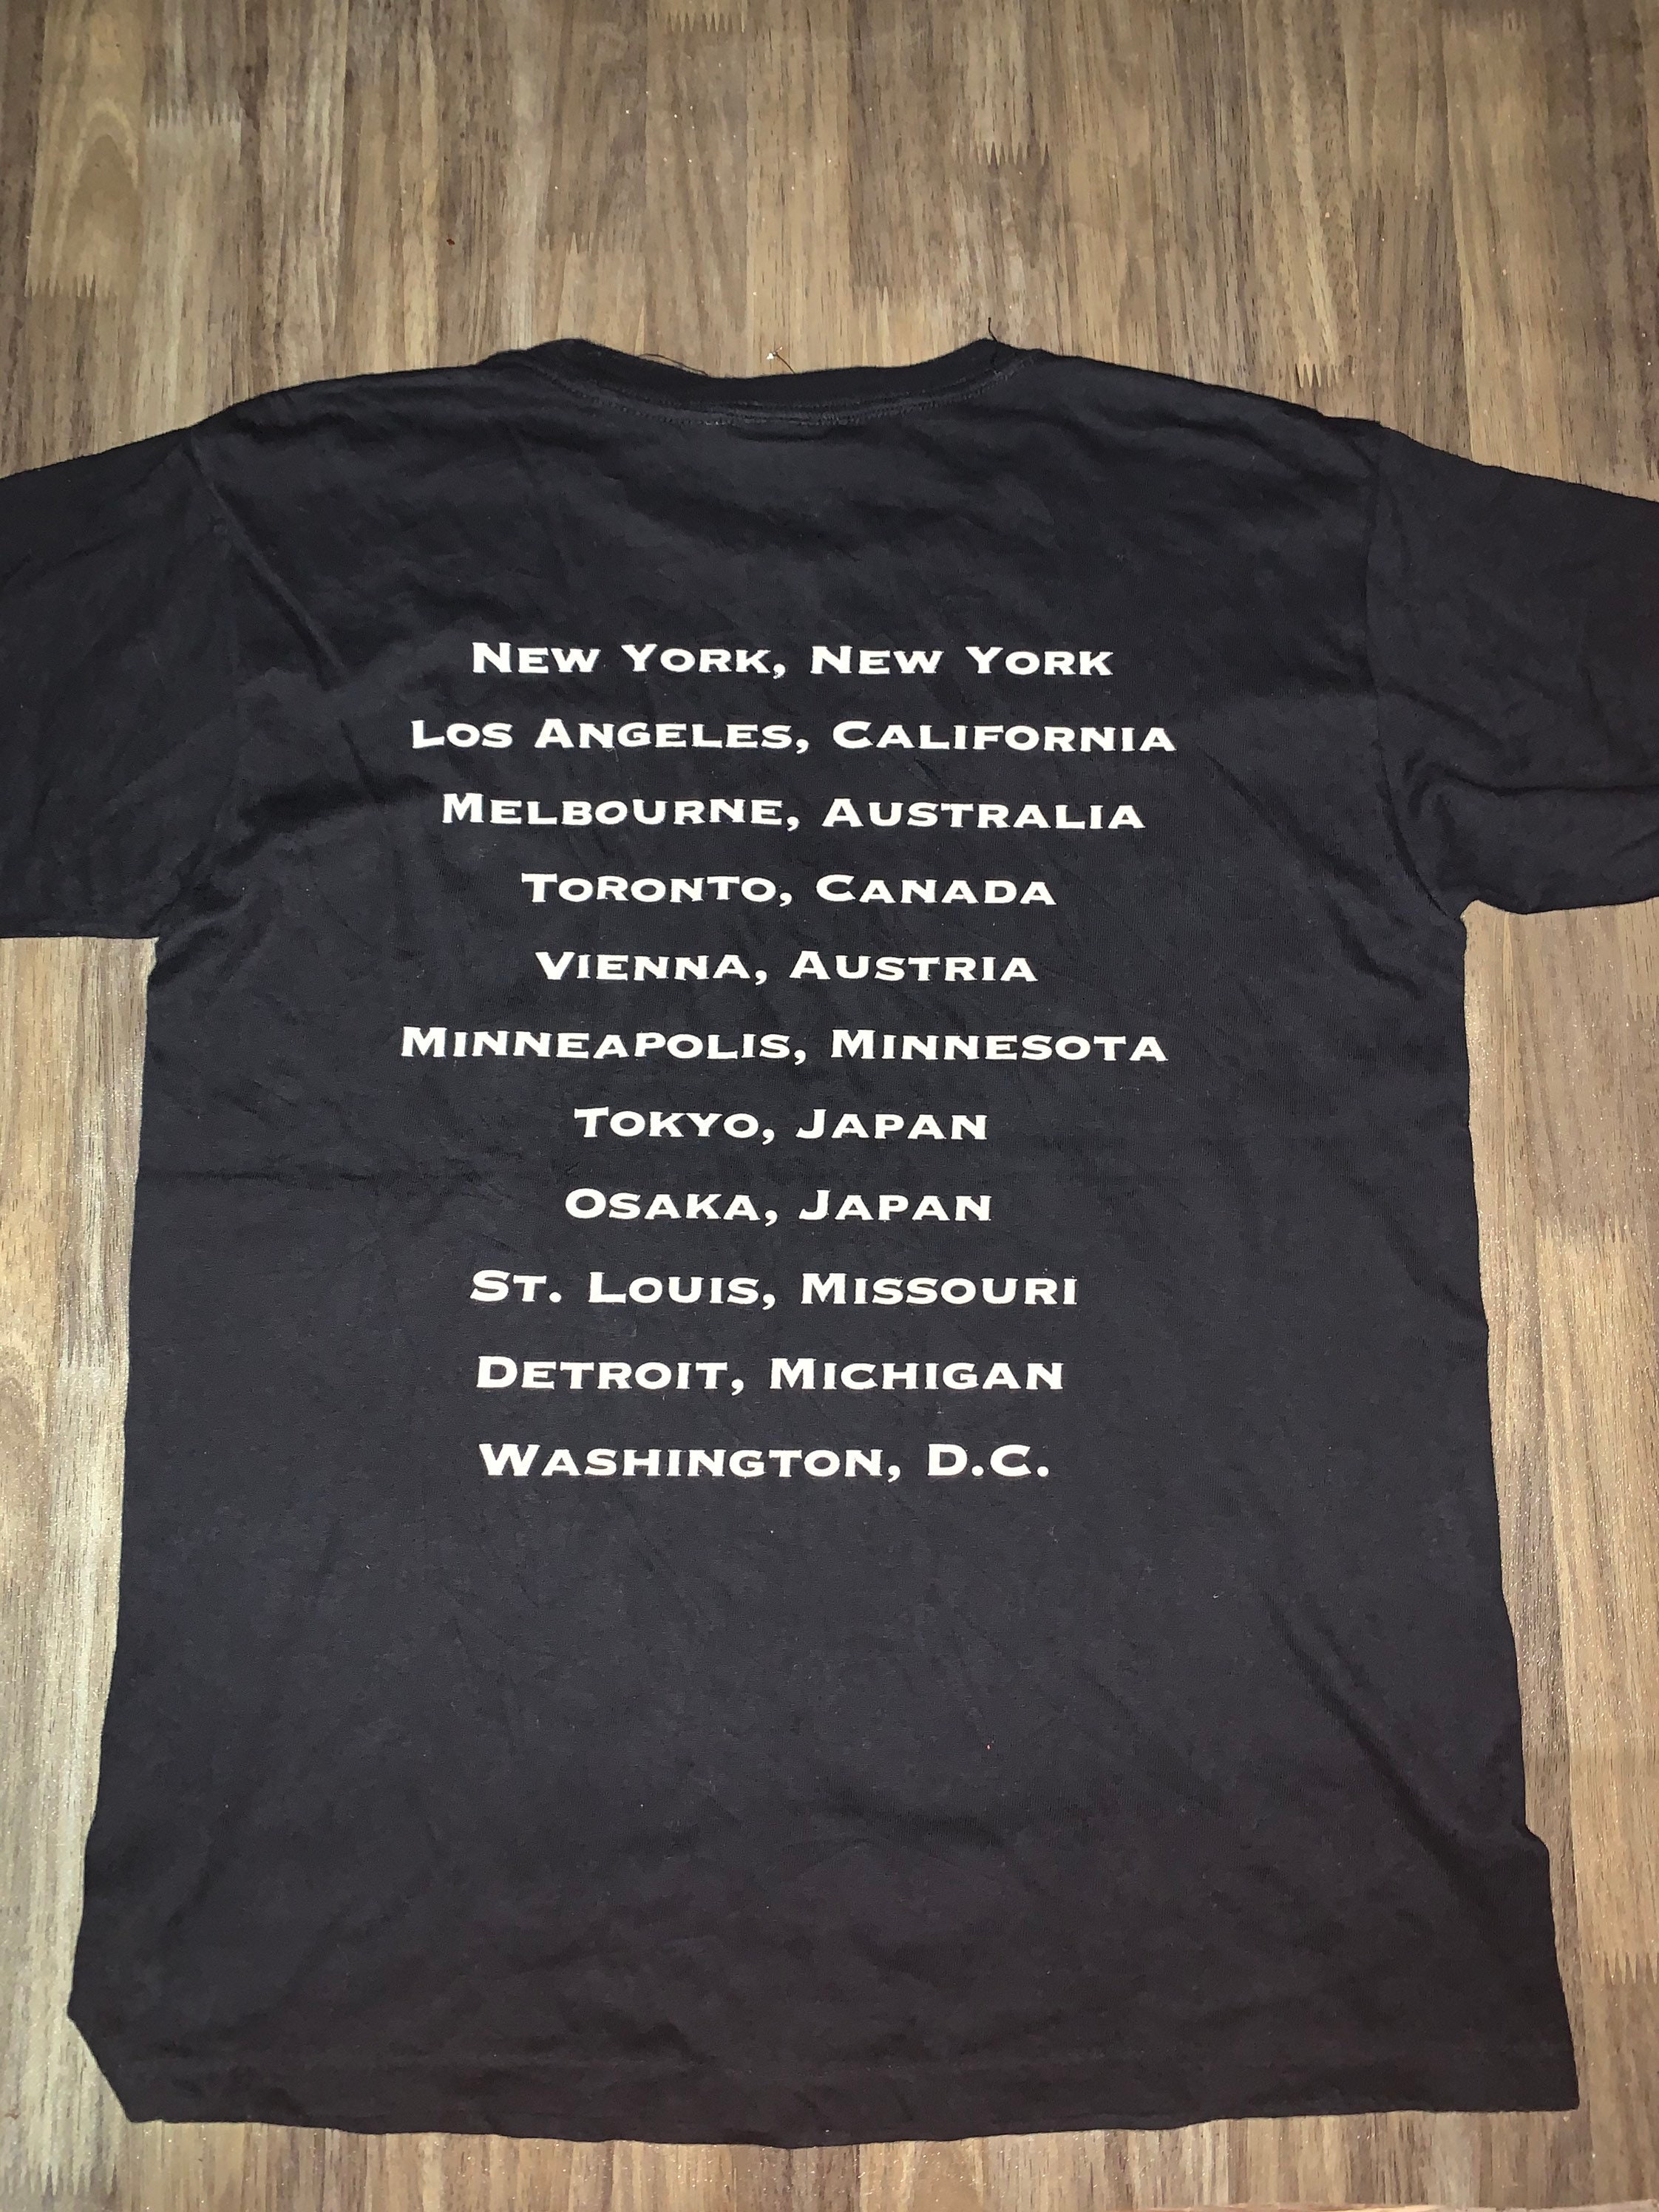 New York, New York
Los Angeles, California
Melbourne, Australia
Toronto, Canada
Vienna, Austria
Minneapolis, Minnesota
Tokyo, Japan
Osaka, Japan
St. Louis, Missouri
Detroit, Michigan
Washington, D.C.